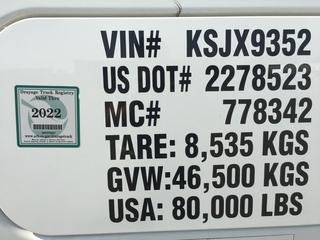 VIN# KSJX9352
US DOT# 2278523
MC# 778342
TARE: 8,535 KGS
GVW: 46,500 KGS
USA: 80,000 LBS
Drayage Truck Registry
Valid Thru
2022